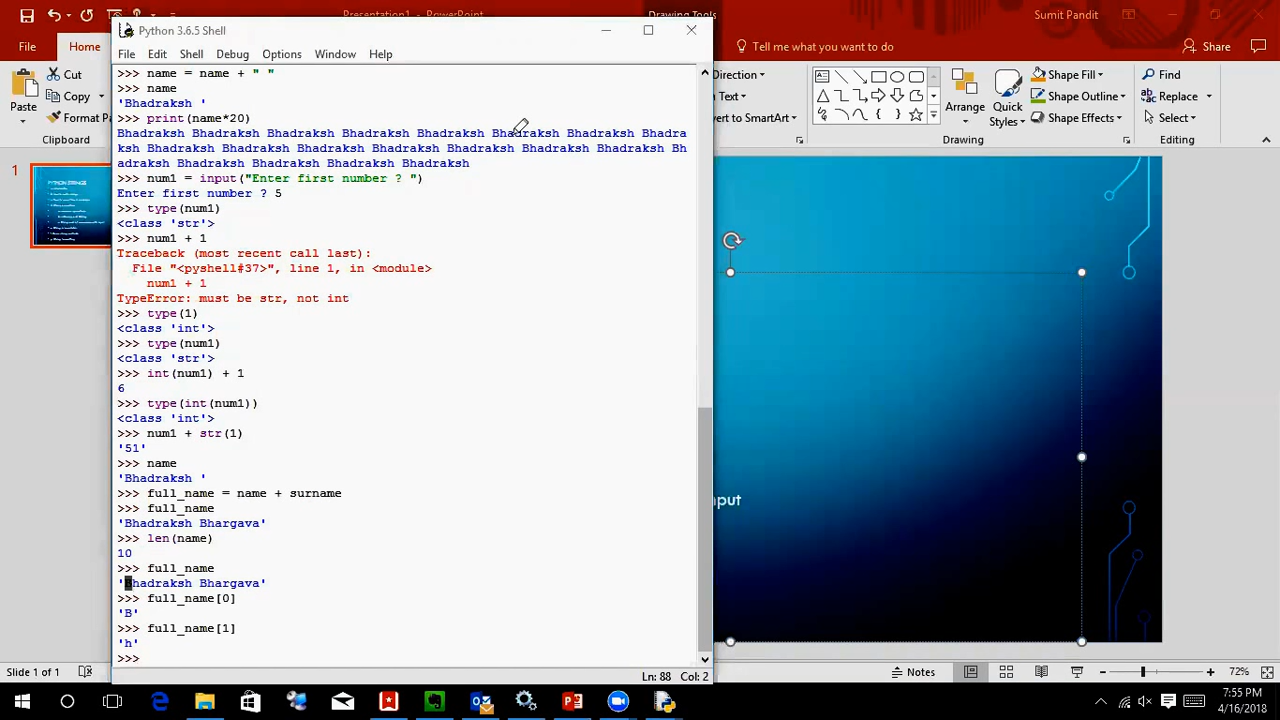 Presentation1 - PowerPoint
Drawing Tools
Sumit Pandit
Python 3.6.5 Shell
File
Home
Tell me what you want to do
Share
File Edit Shell Debug Options Window Help
Cut
Copy
Format
Paste
Direction
Text
SmartArt
Arrange
Quick
Styles
Shape Fill
Shape Outline
Shape Effects
Find
Replace
Select
Drawing
Editing
>>> name = name + " "
>>> name
'Bhadraksh '
>>> print(name*20)
Bhadraksh Bhadraksh Bhadraksh Bhadraksh Bhadraksh Bhadraksh Bhadraksh Bhadra
ksh Bhadraksh Bhadraksh Bhadraksh Bhadraksh Bhadraksh Bhadraksh Bhadraksh Bh
adraksh Bhadraksh Bhadraksh Bhadraksh Bhadraksh
>>> num1 = input("Enter first number ? ")
Enter first number ? 5
>>> type(num1)
<class 'str'>
>>> num1 + 1
Traceback (most recent call last):
File "<pyshell#37>", line 1, in <module>
num1 + 1
TypeError: must be str, not int
>>> type(1)
<class 'int'>
>>> type(num1)
<class 'str'>
>>> int(num1) + 1
6
>>> type(int(num1))
<class 'int'>
>>> num1 + str(1)
'51'
>>> name
'Bhadraksh '
>>> full_name = name + surname
>>> full_name
'Bhadraksh Bhargava'
>>> len(name)
10
>>> full_name
'Bhadraksh Bhargava'
>>> full_name[0]
'B'
>>> full_name[1]
'h'
>>>
Ln: 88 Col: 2
1
PYTHON STRINGS
nput
Slide 1 of 1
Notes
72%
7:55 PM
4/16/2018